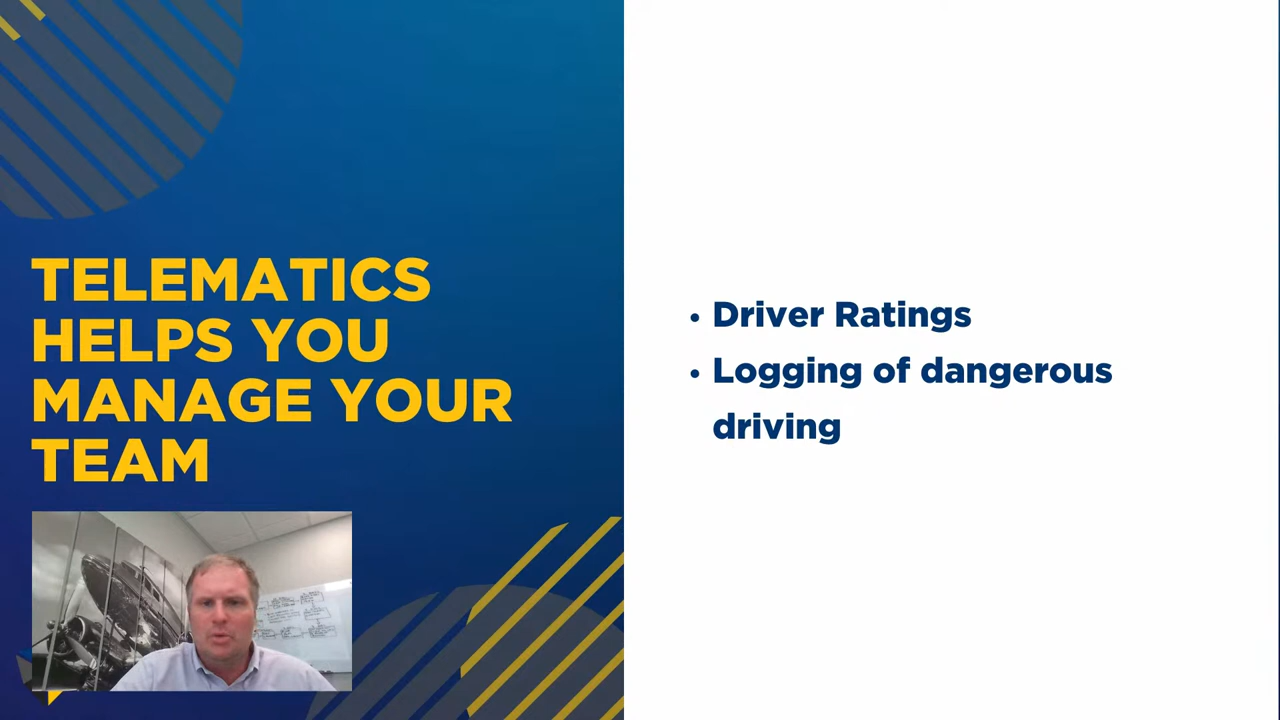 TELEMATICS
HELPS YOU
MANAGE YOUR
TEAM
• Driver Ratings
• Logging of dangerous
driving